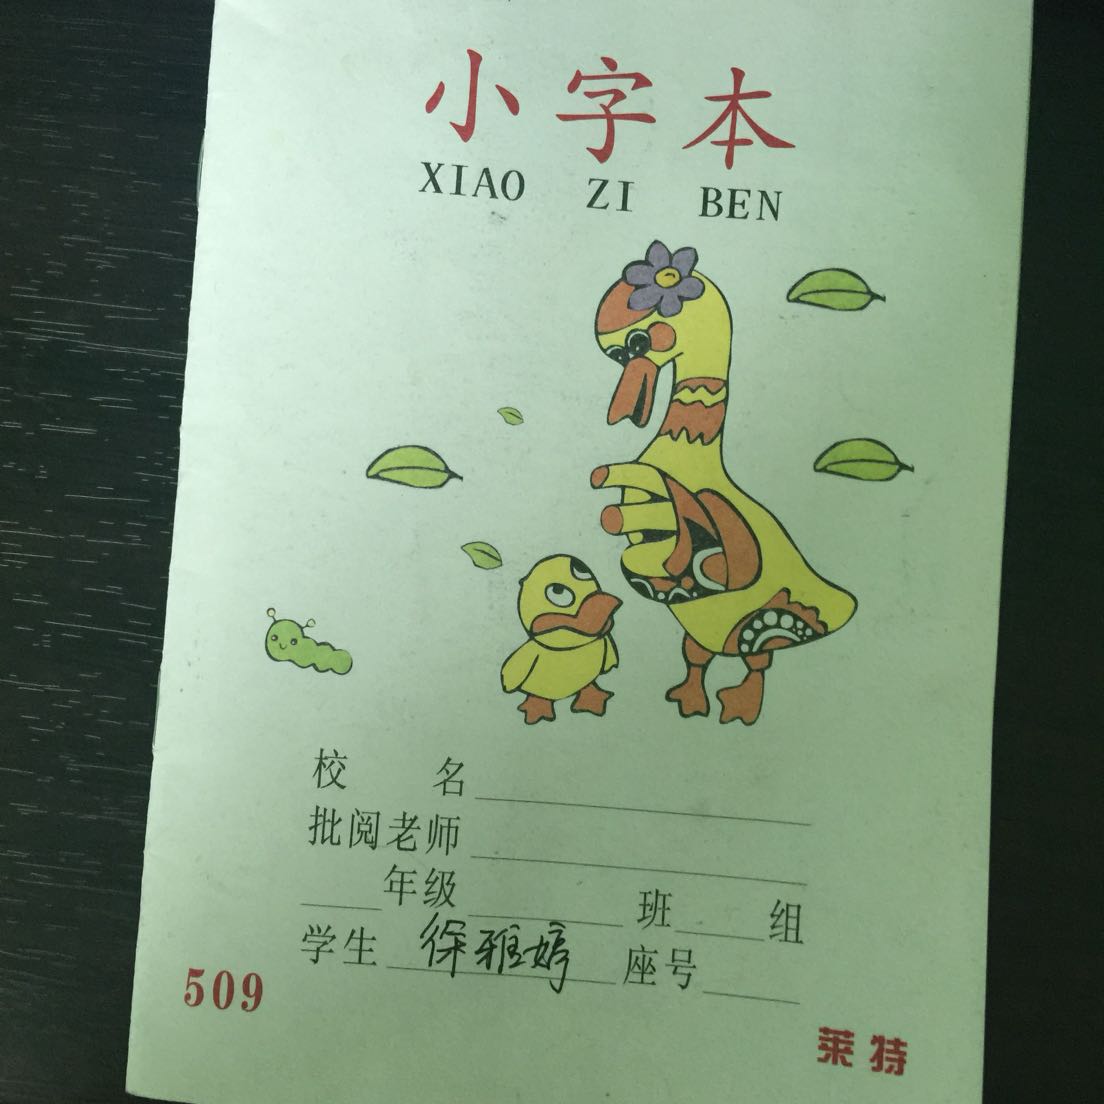 小字本
XIAO ZI BEN
校 名
批阅老师
年级 班 组
学生 徐雅婷 座号
509
莱特